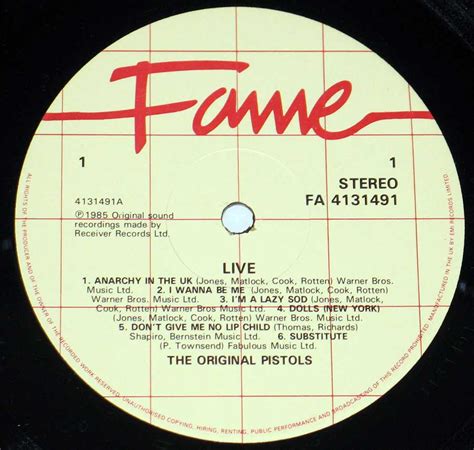 Fame
1 1
STEREO
4131491A FA 4131491
℗1985 Original sound
recordings made by
Receiver Records Ltd.
LIVE
1. ANARCHY IN THE UK (Jones, Matlock, Cook, Rotten) Warner Bros.
Music Ltd. 2. I WANNA BE ME (Jones, Matlock, Cook, Rotten)
Warner Bros. Music Ltd. 3. I'M A LAZY SOD (Jones, Matlock,
Cook, Rotten) Warner Bros. Music Ltd. 4. DOLLS (NEW YORK)
(Jones, Matlock, Cook, Rotten) Warner Bros. Music Ltd.
5. DON'T GIVE ME NO LIP CHILD (Thomas, Richards)
Shapiro, Bernstein Music Ltd. 6. SUBSTITUTE
(P. Townsend) Fabulous Music Ltd.
THE ORIGINAL PISTOLS
ALL RIGHTS OF THE PRODUCER AND OF THE OWNER OF THE RECORDED WORK RESERVED. UNAUTHORISED COPYING, HIRING, RENTING, PUBLIC PERFORMANCE AND BROADCASTING OF THIS RECORD PROHIBITED. MADE IN THE UK BY EMI RECORDS LIMITED.